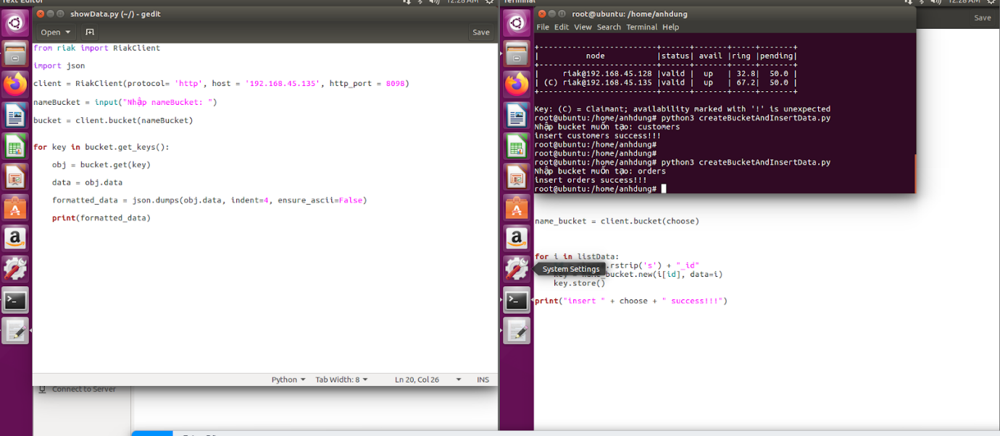 Text Editor
12:28 AM
showData.py (~/) - gedit
Open
Save
from riak import RiakClient
import json
client = RiakClient(protocol= 'http', host = '192.168.45.135', http_port = 8098)
nameBucket = input("Nhập nameBucket: ")
bucket = client.bucket(nameBucket)
for key in bucket.get_keys():
    obj = bucket.get(key)
    data = obj.data
    formatted_data = json.dumps(obj.data, indent=4, ensure_ascii=False)
    print(formatted_data)
Python
Tab Width: 8
Ln 20, Col 26
INS
Connect to Server
Terminal
12:28 AM
root@ubuntu: /home/anhdung
Save
File Edit View Search Terminal Help
+-------------------------+------+-------+-----+-------+
|          node           |status| avail |ring |pending|
+-------------------------+------+-------+-----+-------+
|     riak@192.168.45.128 |valid |  up   | 32.8|  50.0 |
| (C) riak@192.168.45.135 |valid |  up   | 67.2|  50.0 |
+-------------------------+------+-------+-----+-------+
Key: (C) = Claimant; availability marked with '!' is unexpected
root@ubuntu:/home/anhdung# python3 createBucketAndInsertData.py
Nhập bucket muốn tạo: customers
insert customers success!!!
root@ubuntu:/home/anhdung#
root@ubuntu:/home/anhdung#
root@ubuntu:/home/anhdung# python3 createBucketAndInsertData.py
Nhập bucket muốn tạo: orders
insert orders success!!!
root@ubuntu:/home/anhdung#
name_bucket = client.bucket(choose)
for i in listData:
System Settings
.rstrip('s') + "_id"
_bucket.new(i[id], data=i)
    key.store()
print("insert " + choose + " success!!!")